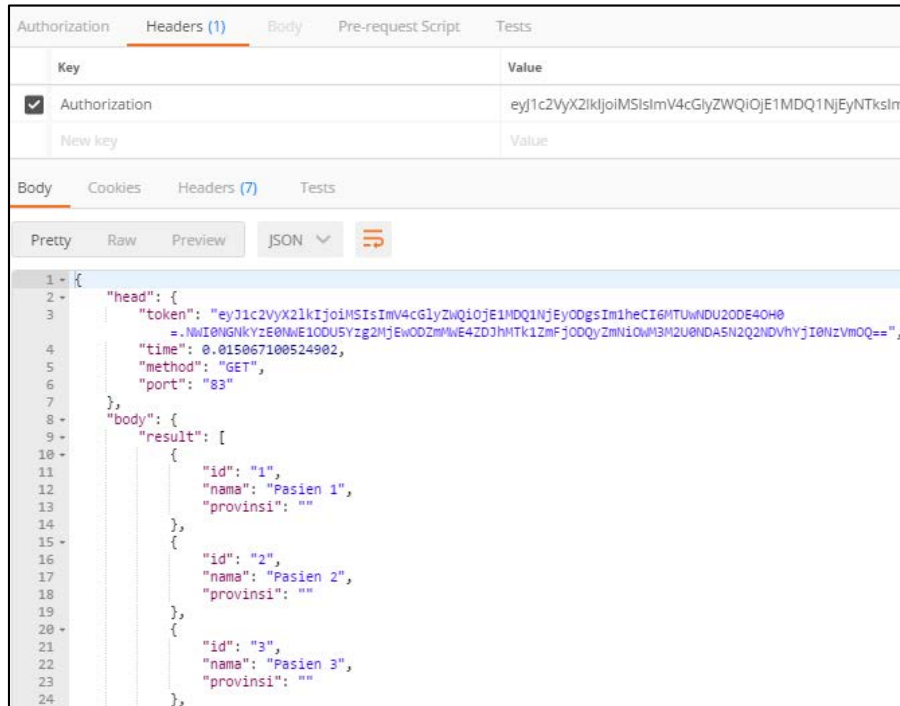 Authorization Headers (1) Body Pre-request Script Tests
Key Value
Authorization eyJ1c2VyX2lkIjoiMSIsImV4cGlyZWQiOjE1MDQ1NjEyNTksIm
New key Value
Body Cookies Headers (7) Tests
Pretty Raw Preview JSON
1 {
2 "head": {
3 "token": "eyJ1c2VyX2lkIjoiMSIsImV4cGlyZWQiOjE1MDQ1NjEyODgsIm1heCI6MTUwNDU2ODE4OH0
=.NWI0NGNkYzE0NWE1ODU5Yzg2MjEwODZmMWE4ZDJhMTk1ZmFjODQyZmNiOWM3M2U0NDA5N2Q2NDVhYjI0NzVmOQ==",
4 "time": 0.015067100524902,
5 "method": "GET",
6 "port": "83"
7 },
8 "body": {
9 "result": [
10 {
11 "id": "1",
12 "nama": "Pasien 1",
13 "provinsi": ""
14 },
15 {
16 "id": "2",
17 "nama": "Pasien 2",
18 "provinsi": ""
19 },
20 {
21 "id": "3",
22 "nama": "Pasien 3",
23 "provinsi": ""
24 },